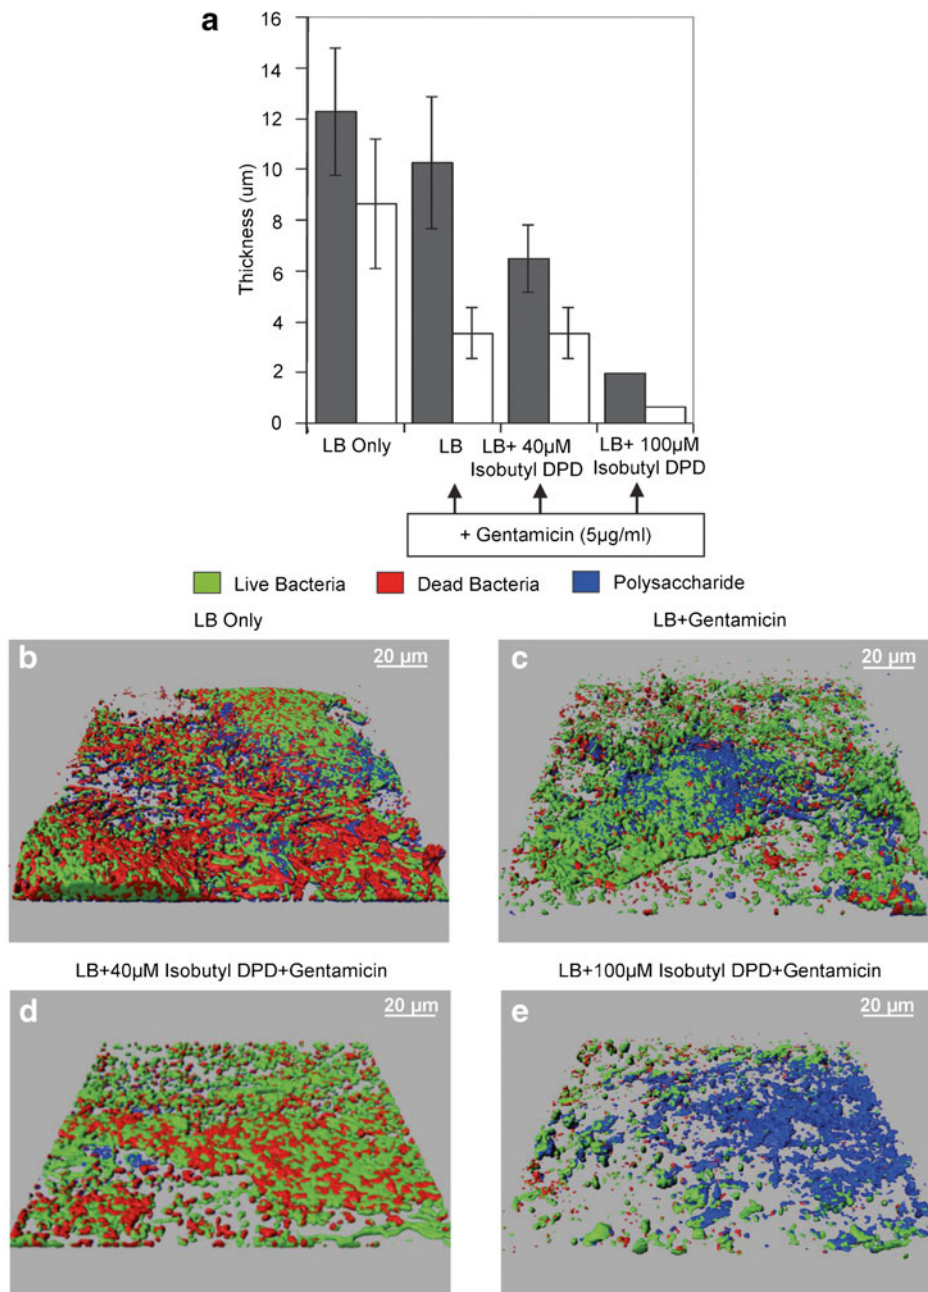 a
16
14
12
10
8
6
4
2
0
Thickness (um)
LB Only
LB
LB+ 40µM
Isobutyl DPD
LB+ 100µM
Isobutyl DPD
+ Gentamicin (5µg/ml)
Live Bacteria Dead Bacteria Polysaccharide
LB Only
b
20 µm
LB+Gentamicin
c
20 µm
LB+40µM Isobutyl DPD+Gentamicin
d
20 µm
LB+100µM Isobutyl DPD+Gentamicin
e
20 µm